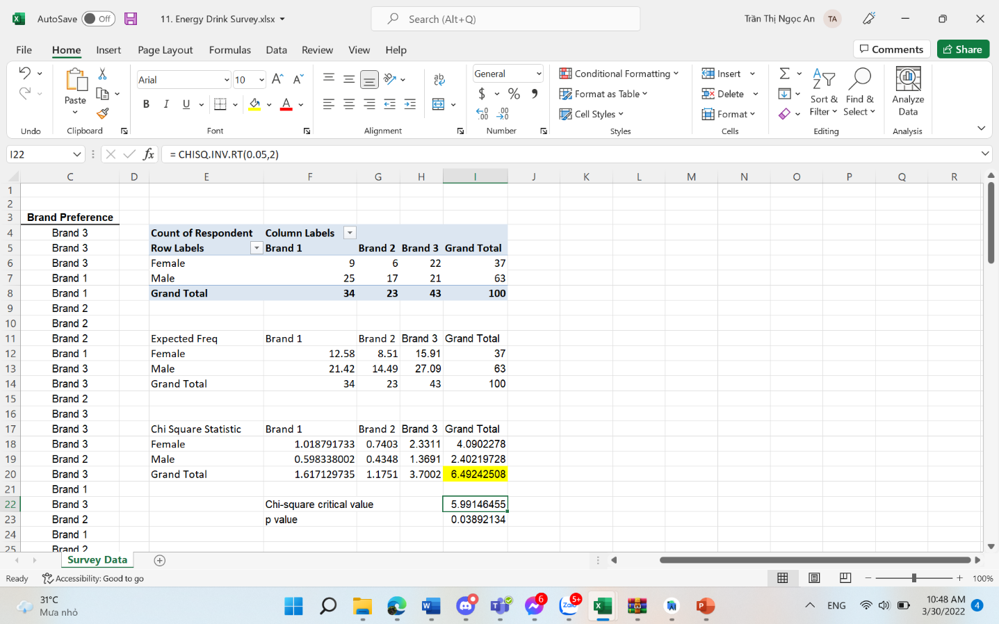 AutoSave Off 11. Energy Drink Survey.xlsx Search (Alt+Q) Trần Thị Ngọc An TA
File Home Insert Page Layout Formulas Data Review View Help Comments Share
Arial 10 General Conditional Formatting Insert
Paste B I U A $ % Format as Table Delete Sort & Filter Find & Select Analyze Data
Cell Styles Format
Undo Clipboard Font Alignment Number Styles Cells Editing Analysis
I22 fx = CHISQ.INV.RT(0.05,2)
C D E F G H I J K L M N O P Q R
1
2
3 Brand Preference
4 Brand 3 Count of Respondent Column Labels
5 Brand 3 Row Labels Brand 1 Brand 2 Brand 3 Grand Total
6 Brand 3 Female 9 6 22 37
7 Brand 1 Male 25 17 21 63
8 Brand 1 Grand Total 34 23 43 100
9 Brand 2
10 Brand 2
11 Brand 2 Expected Freq Brand 1 Brand 2 Brand 3 Grand Total
12 Brand 1 Female 12.58 8.51 15.91 37
13 Brand 3 Male 21.42 14.49 27.09 63
14 Brand 3 Grand Total 34 23 43 100
15 Brand 2
16 Brand 3
17 Brand 3 Chi Square Statistic Brand 1 Brand 2 Brand 3 Grand Total
18 Brand 3 Female 1.018791733 0.7403 2.3311 4.0902278
19 Brand 2 Male 0.598338002 0.4348 1.3691 2.40219728
20 Brand 3 Grand Total 1.617129735 1.1751 3.7002 6.49242508
21 Brand 1
22 Brand 3 Chi-square critical value 5.99146455
23 Brand 2 p value 0.03892134
24 Brand 1
25 Brand 2
Survey Data
Ready Accessibility: Good to go 100%
31°C ENG 10:48 AM
Mưa nhỏ 3/30/2022 4